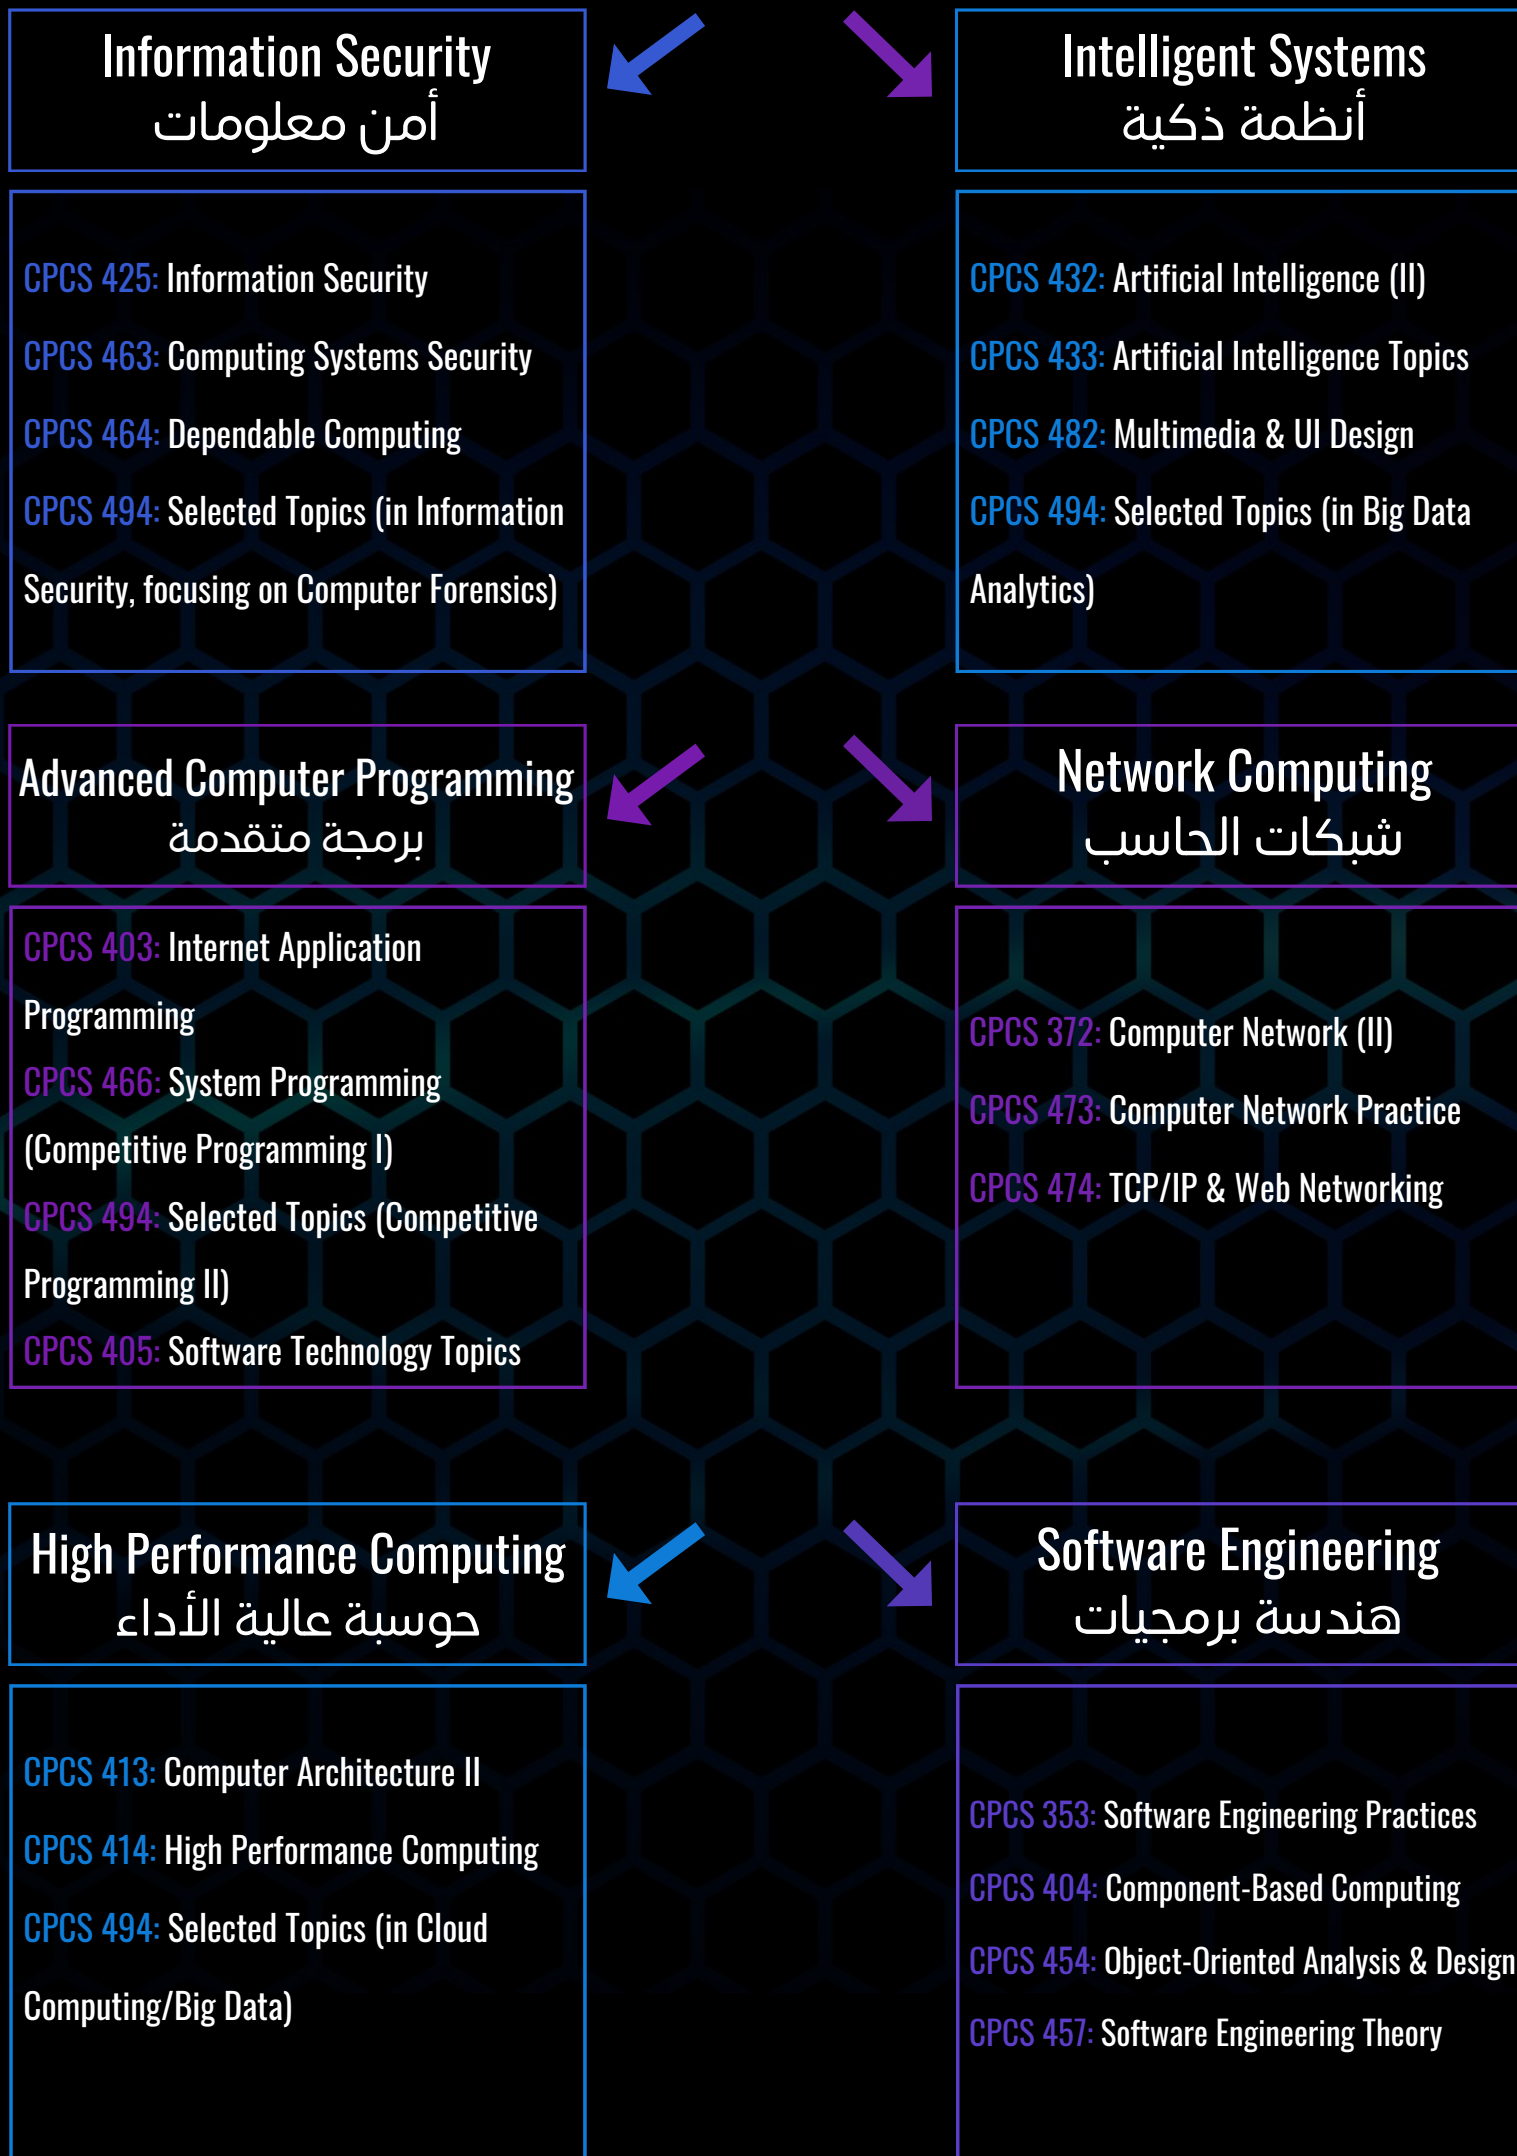 Information Security
أمن معلومات
CPCS 425: Information Security
CPCS 463: Computing Systems Security
CPCS 464: Dependable Computing
CPCS 494: Selected Topics (in Information
Security, focusing on Computer Forensics)
Intelligent Systems
أنظمة ذكية
CPCS 432: Artificial Intelligence (II)
CPCS 433: Artificial Intelligence Topics
CPCS 482: Multimedia & UI Design
CPCS 494: Selected Topics (in Big Data
Analytics)
Advanced Computer Programming
برمجة متقدمة
CPCS 403: Internet Application
Programming
CPCS 466: System Programming
(Competitive Programming I)
CPCS 494: Selected Topics (Competitive
Programming II)
CPCS 405: Software Technology Topics
Network Computing
شبكات الحاسب
CPCS 372: Computer Network (II)
CPCS 473: Computer Network Practice
CPCS 474: TCP/IP & Web Networking
High Performance Computing
حوسبة عالية الأداء
CPCS 413: Computer Architecture II
CPCS 414: High Performance Computing
CPCS 494: Selected Topics (in Cloud
Computing/Big Data)
Software Engineering
هندسة برمجيات
CPCS 353: Software Engineering Practices
CPCS 404: Component-Based Computing
CPCS 454: Object-Oriented Analysis & Design
CPCS 457: Software Engineering Theory